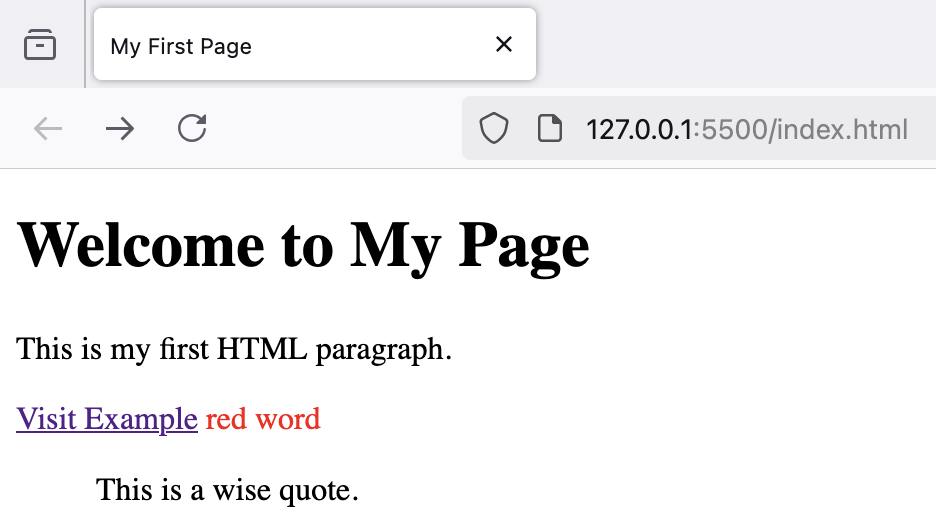 My First Page
127.0.0.1:5500/index.html
Welcome to My Page
This is my first HTML paragraph.
Visit Example red word
This is a wise quote.